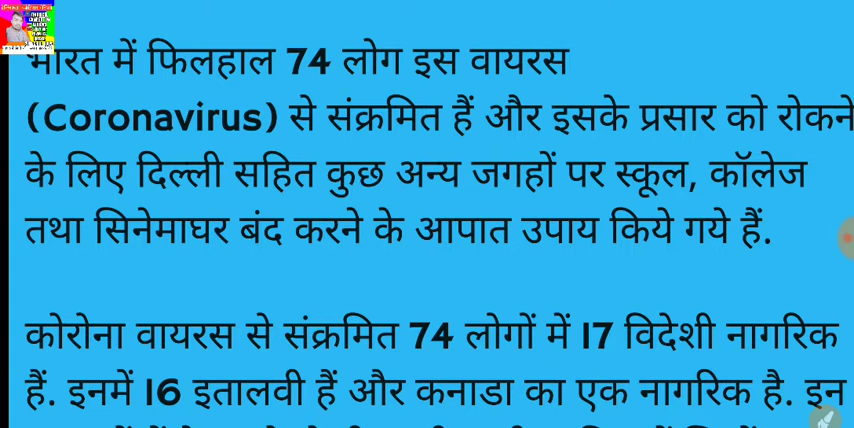 भारत में फिलहाल 74 लोग इस वायरस
(Coronavirus) से संक्रमित हैं और इसके प्रसार को रोकने
के लिए दिल्ली सहित कुछ अन्य जगहों पर स्कूल, कॉलेज
तथा सिनेमाघर बंद करने के आपात उपाय किये गये हैं.
कोरोना वायरस से संक्रमित 74 लोगों में 17 विदेशी नागरिक
हैं. इनमें 16 इतालवी हैं और कनाडा का एक नागरिक है. इन